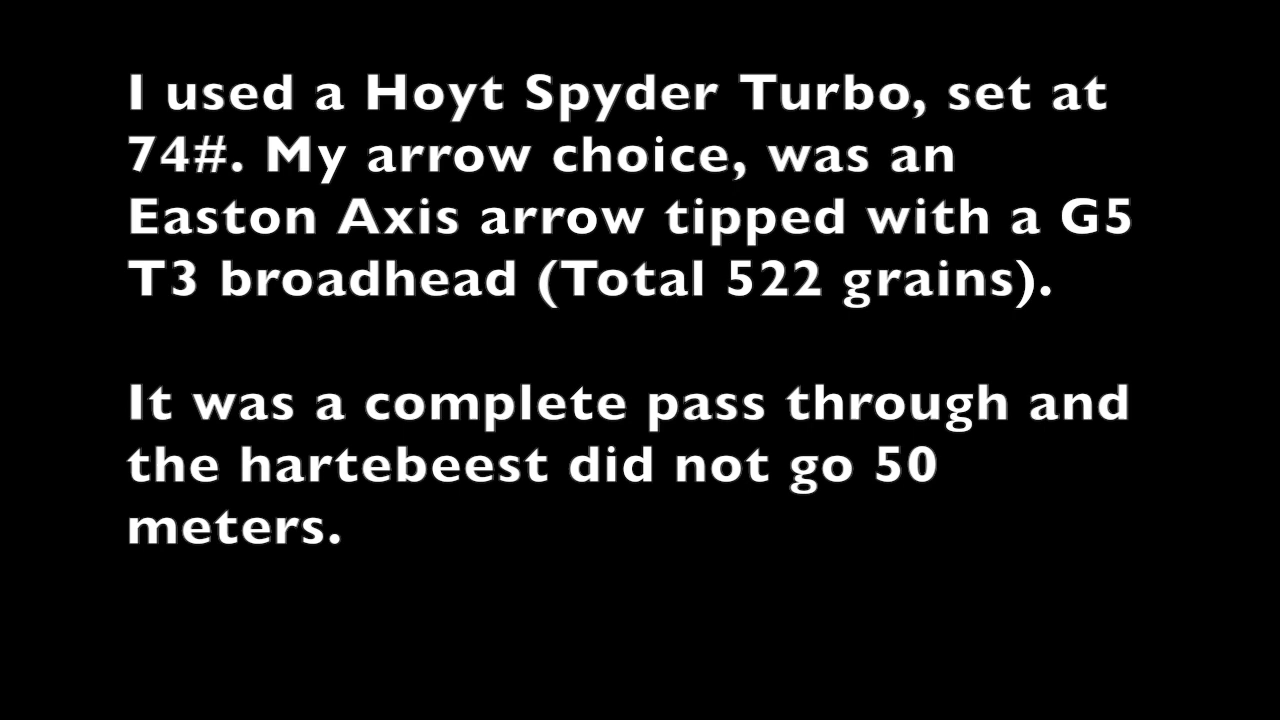 I used a Hoyt Spyder Turbo, set at
74#. My arrow choice, was an
Easton Axis arrow tipped with a G5
T3 broadhead (Total 522 grains).
It was a complete pass through and
the hartebeest did not go 50
meters.